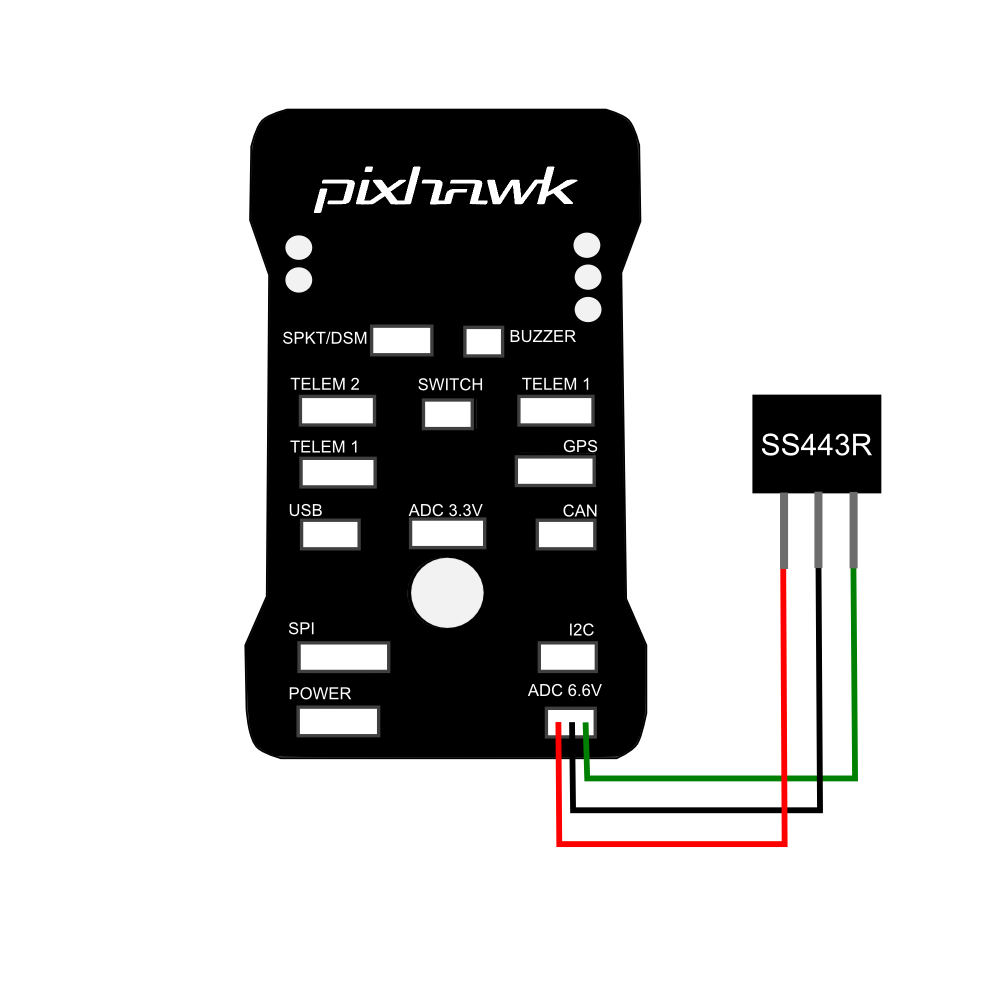 pixhawk
SPKT/DSM
BUZZER
TELEM 2
SWITCH
TELEM 1
TELEM 1
GPS
USB
ADC 3.3V
CAN
SPI
I2C
POWER
ADC 6.6V
SS443R